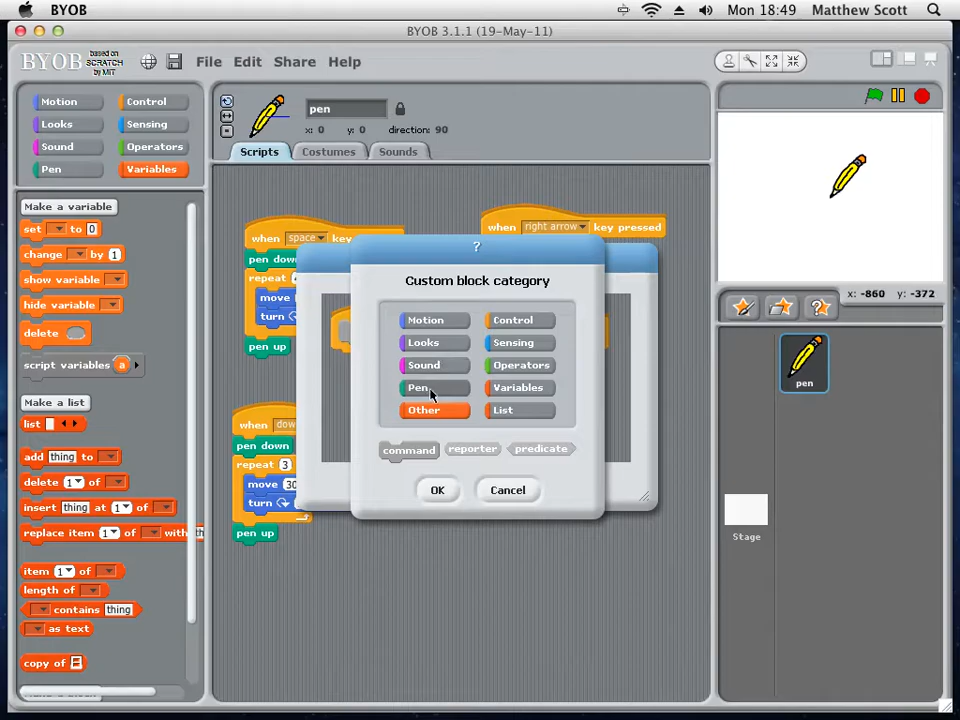 BYOB
Mon 18:49 Matthew Scott
BYOB 3.1.1 (19-May-11)
BYOB based on SCRATCH by MIT
File Edit Share Help
Motion Control
Looks Sensing
Sound Operators
Pen Variables
pen
x: 0 y: 0 direction: 90
Scripts Costumes Sounds
Make a variable
set to 0
change by 1
show variable
hide variable
delete
script variables a
Make a list
list
add thing to
delete 1 of
insert thing at 1 of
replace item 1 of with
item 1 of
length of
contains thing
as text
copy of
when space key
pen down
repeat
move
turn
pen up
when right arrow key pressed
when
pen down
repeat 3
move 30
turn
pen up
?
Custom block category
Motion Control
Looks Sensing
Sound Operators
Pen Variables
Other List
command reporter predicate
OK Cancel
x: -860 y: -372
pen
Stage